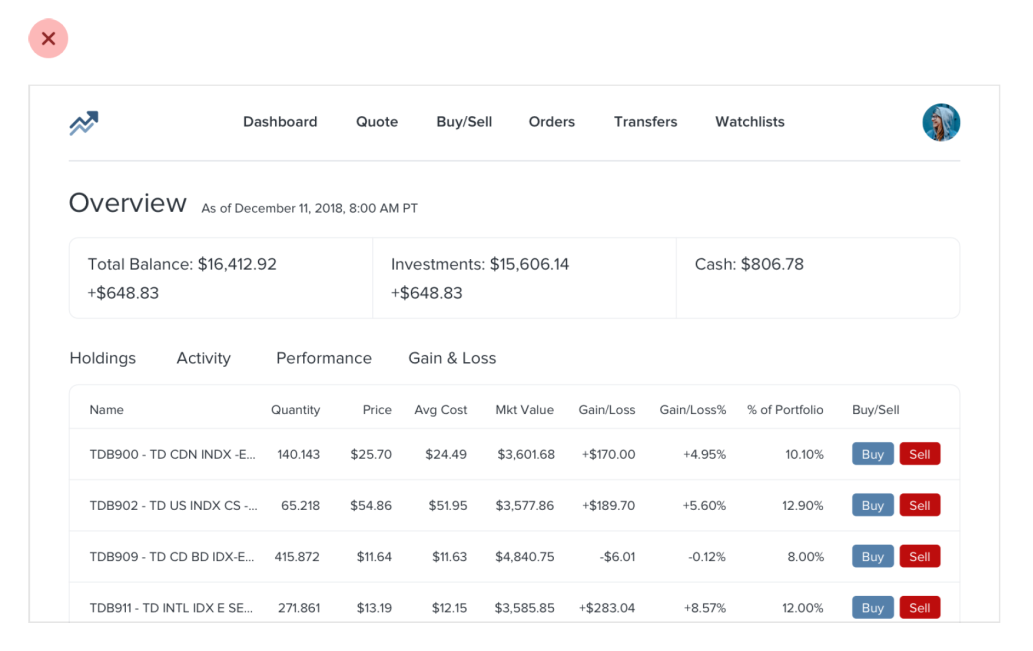 Dashboard Quote Buy/Sell Orders Transfers Watchlists
Overview As of December 11, 2018, 8:00 AM PT
Total Balance: $16,412.92 Investments: $15,606.14 Cash: $806.78
+$648.83 +$648.83
Holdings Activity Performance Gain & Loss
Name Quantity Price Avg Cost Mkt Value Gain/Loss Gain/Loss% % of Portfolio Buy/Sell
TDB900 - TD CDN INDX -E... 140.143 $25.70 $24.49 $3,601.68 +$170.00 +4.95% 10.10% Buy Sell
TDB902 - TD US INDX CS -... 65.218 $54.86 $51.95 $3,577.86 +$189.70 +5.60% 12.90% Buy Sell
TDB909 - TD CD BD IDX-E... 415.872 $11.64 $11.63 $4,840.75 -$6.01 -0.12% 8.00% Buy Sell
TDB911 - TD INTL IDX E SE... 271.861 $13.19 $12.15 $3,585.85 +$283.04 +8.57% 12.00% Buy Sell